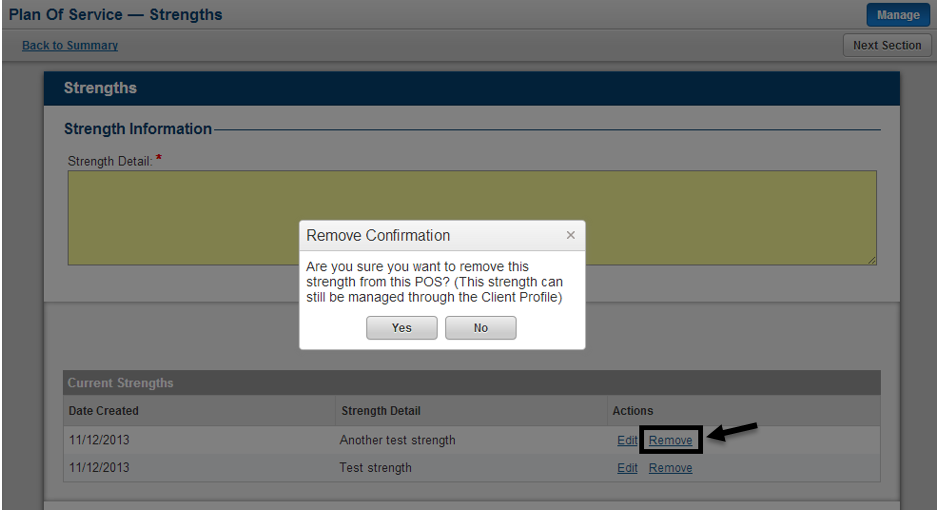 Plan Of Service — Strengths
Manage
Back to Summary
Next Section
Strengths
Strength Information
Strength Detail: *
Remove Confirmation ×
Are you sure you want to remove this
strength from this POS? (This strength can
still be managed through the Client Profile)
Yes No
Current Strengths
Date Created Strength Detail Actions
11/12/2013 Another test strength Edit Remove
11/12/2013 Test strength Edit Remove